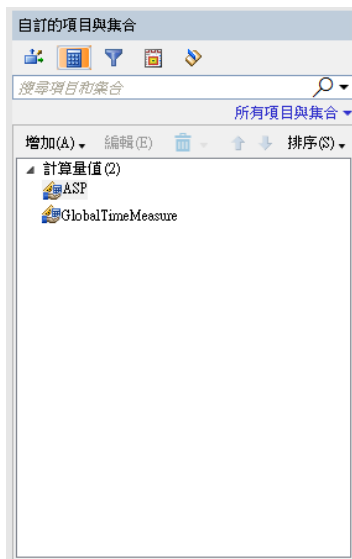 自訂的項目與集合
搜尋項目和集合
所有項目與集合
增加(A) 編輯(E) 排序(S)
計算量值(2)
ASP
GlobalTimeMeasure